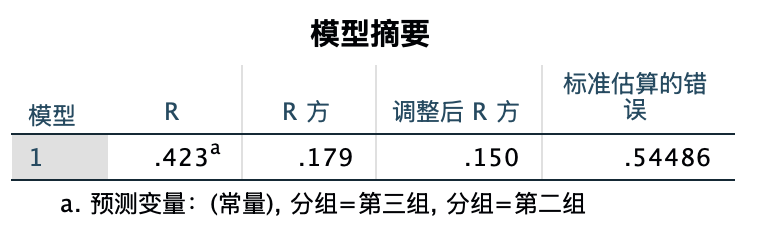 模型摘要
模型 R R 方 调整后 R 方 标准估算的错误
1 .423a .179 .150 .54486
a. 预测变量：(常量), 分组=第三组, 分组=第二组